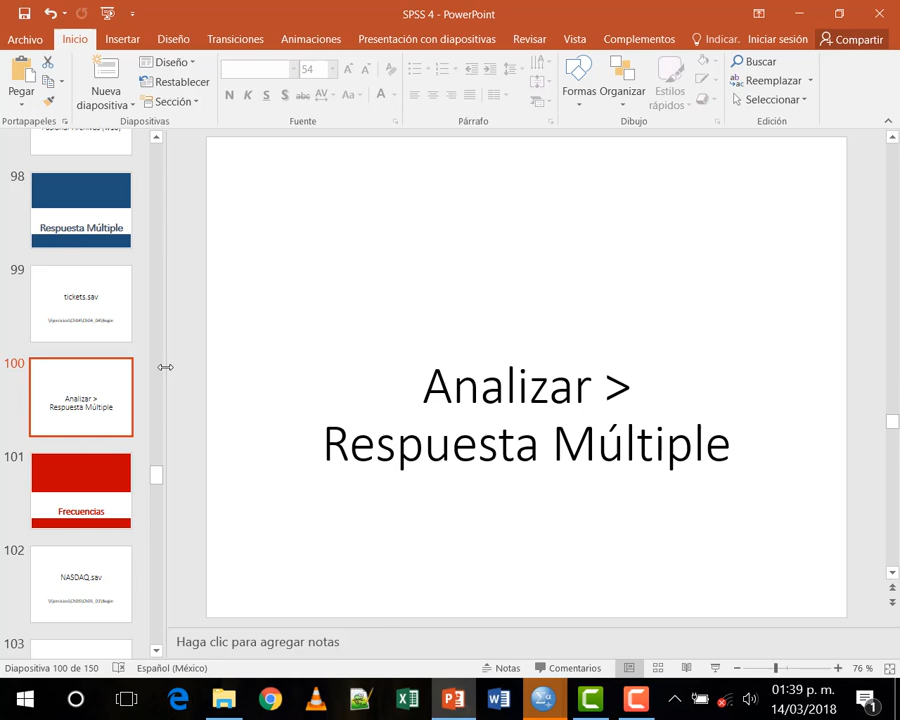 SPSS 4 - PowerPoint
Archivo Inicio Insertar Diseño Transiciones Animaciones Presentación con diapositivas Revisar Vista Complementos Indicar. Iniciar sesión Compartir
Pegar
Nueva diapositiva
Diseño
Restablecer
Sección
54
N K S S abc AV Aa A
Formas Organizar Estilos rápidos
Buscar
Reemplazar
Seleccionar
Portapapeles Diapositivas Fuente Párrafo Dibujo Edición
98
Respuesta Múltiple
99
tickets.sav
100
Analizar >
Respuesta Múltiple
101
Frecuencias
102
NASDAQ.sav
103
Analizar >
Respuesta Múltiple
Haga clic para agregar notas
Diapositiva 100 de 150 Español (México) Notas Comentarios 76 %
01:39 p. m.
14/03/2018
1